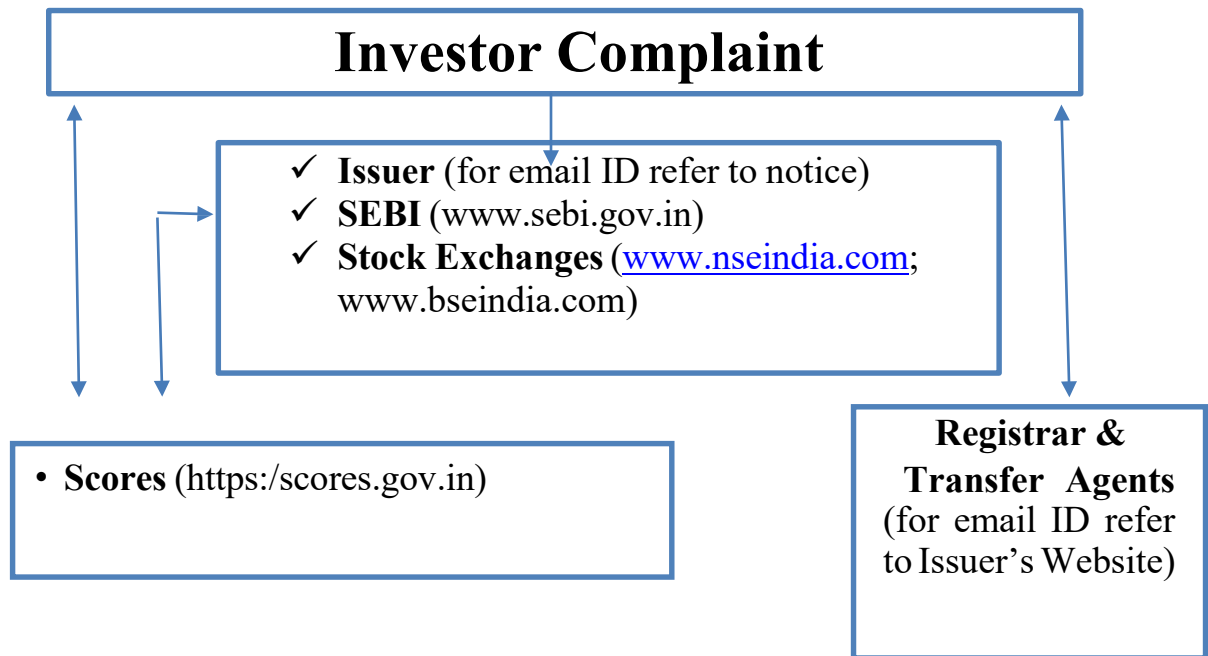 Investor Complaint
✓ Issuer (for email ID refer to notice)
✓ SEBI (www.sebi.gov.in)
✓ Stock Exchanges (www.nseindia.com;
www.bseindia.com)
• Scores (https:/scores.gov.in)
Registrar &
Transfer Agents
(for email ID refer
to Issuer’s Website)